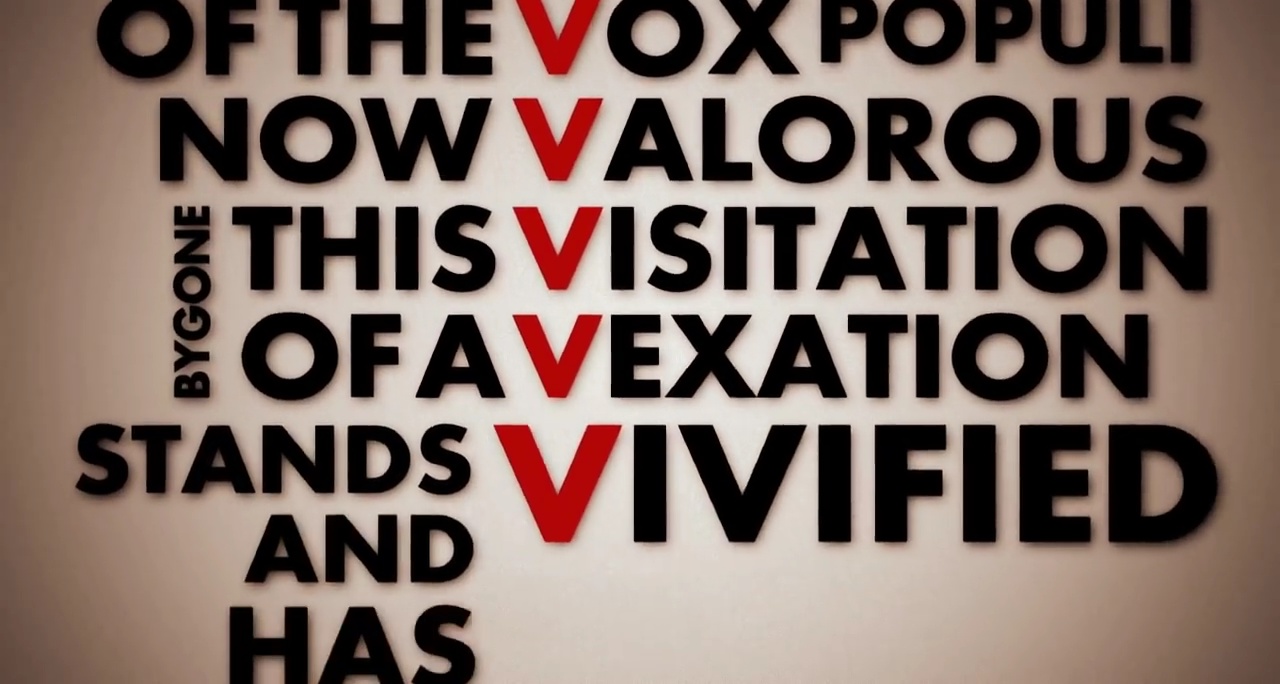 OF THE VOX POPULI
NOW VALOROUS
THIS VISITATION
BYGONE
OF A VEXATION
STANDS VIVIFIED
AND
HAS